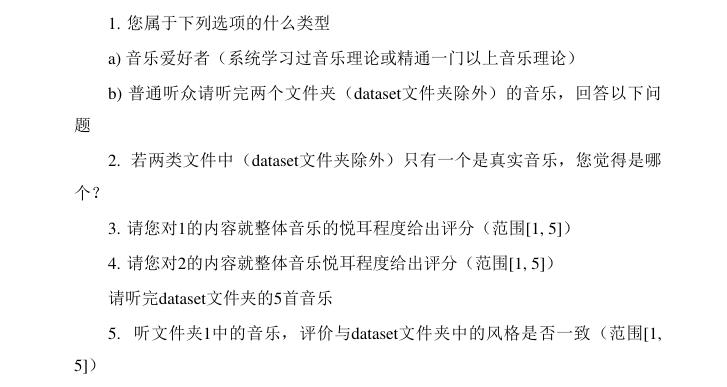 1. 您属于下列选项的什么类型
a) 音乐爱好者（系统学习过音乐理论或精通一门以上音乐理论）
b) 普通听众请听完两个文件夹（dataset文件夹除外）的音乐，回答以下问
题
2. 若两类文件中（dataset文件夹除外）只有一个是真实音乐，您觉得是哪
个？
3. 请您对1的内容就整体音乐的悦耳程度给出评分（范围[1, 5]）
4. 请您对2的内容就整体音乐悦耳程度给出评分（范围[1, 5]）
请听完dataset文件夹的5首音乐
5. 听文件夹1中的音乐，评价与dataset文件夹中的风格是否一致（范围[1,
5]）